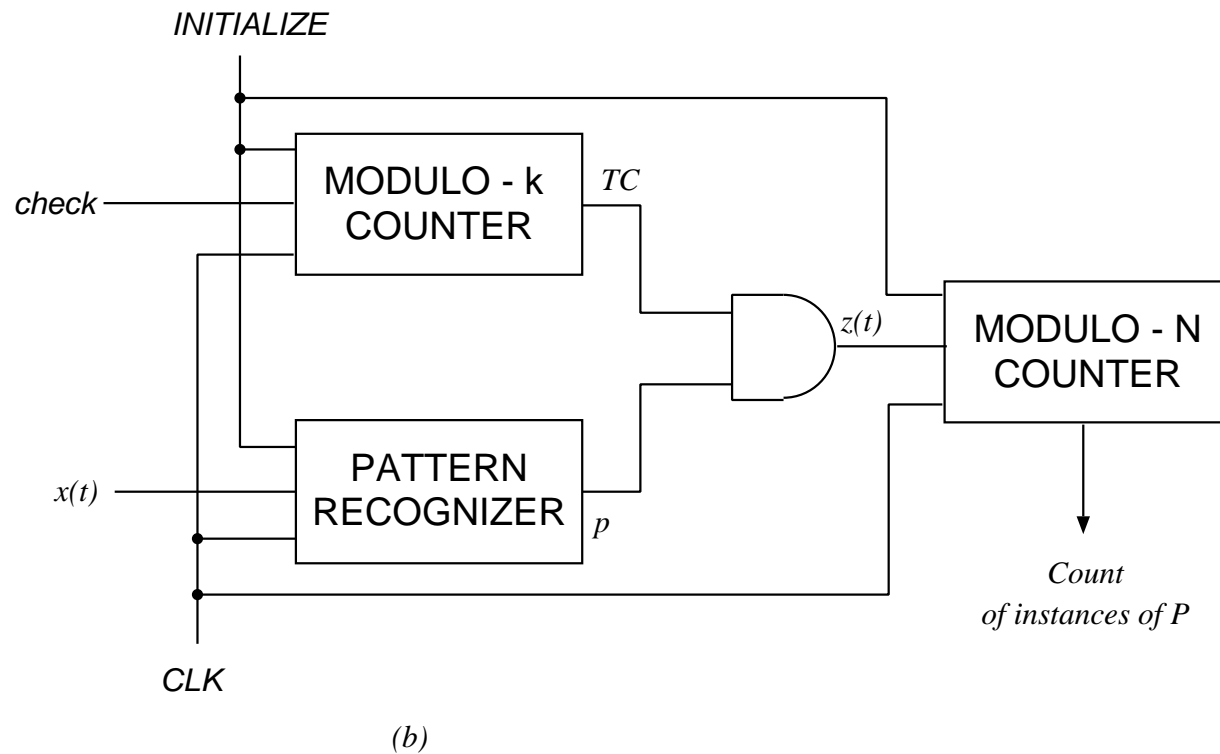 INITIALIZE
MODULO - k
COUNTER
TC
check
z(t)
MODULO - N
COUNTER
PATTERN
RECOGNIZER
x(t)
p
Count
of instances of P
CLK
(b)